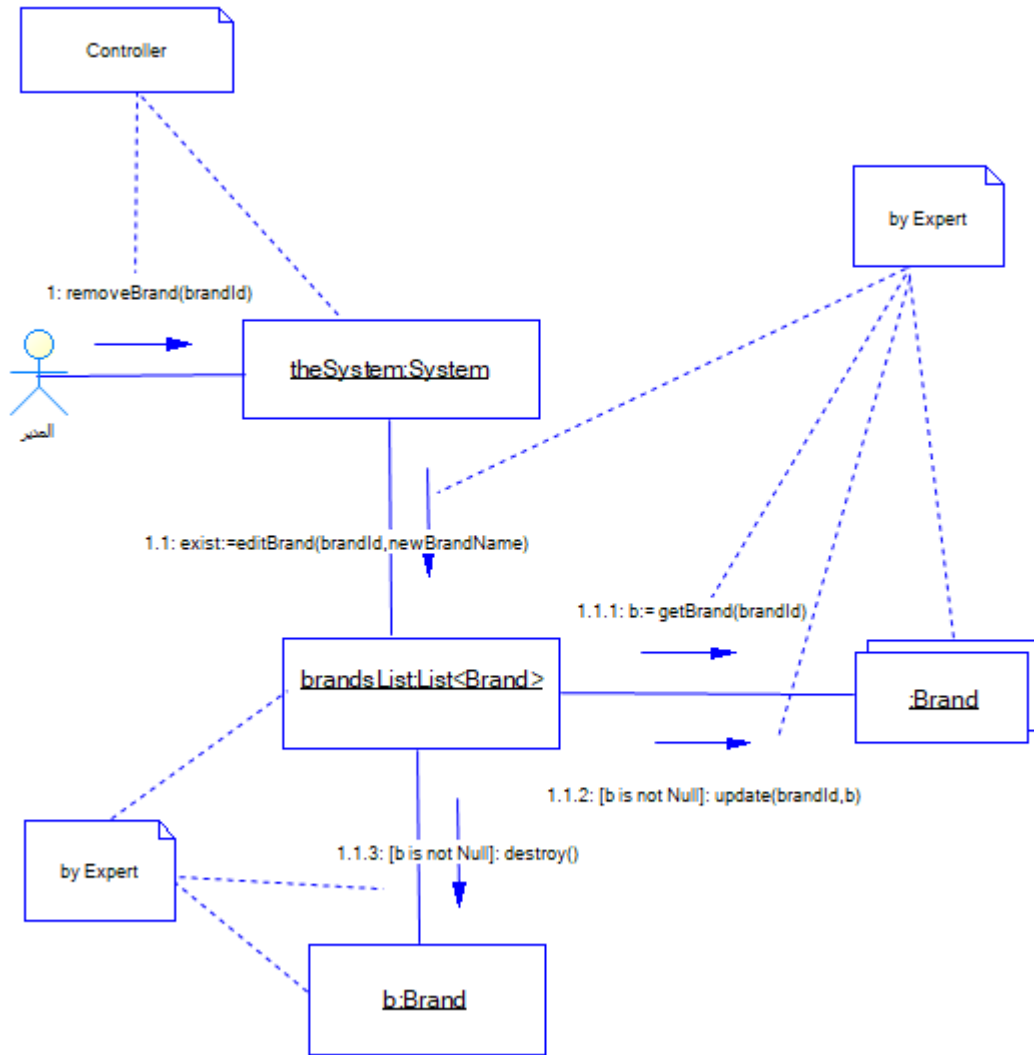 Controller
by Expert
1: removeBrand(brandId)
theSystem:System
المدير
1.1: exist:=editBrand(brandId,newBrandName)
1.1.1: b:= getBrand(brandId)
brandsList:List<Brand>
:Brand
1.1.2: [b is not Null]: update(brandId,b)
1.1.3: [b is not Null]: destroy()
by Expert
b:Brand